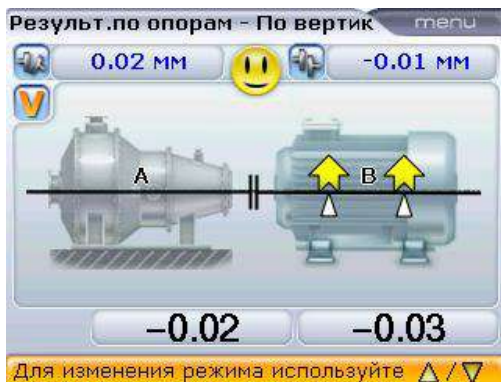 Результ.по опорам - По вертик menu
0.02 мм -0.01 мм
V
A B
-0.02 -0.03
Для изменения режима используйте △/▽